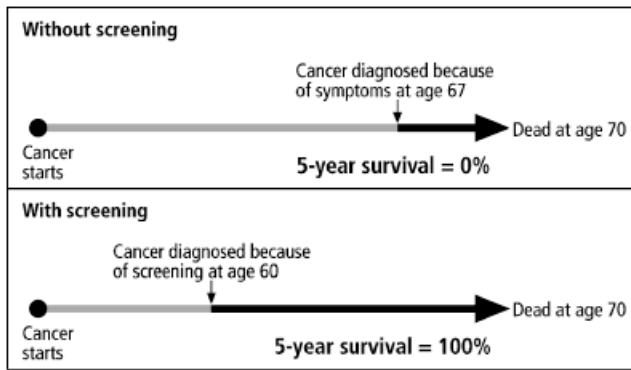 Without screening
Cancer diagnosed because
of symptoms at age 67
Dead at age 70
Cancer
starts
5-year survival = 0%
With screening
Cancer diagnosed because
of screening at age 60
Dead at age 70
Cancer
starts
5-year survival = 100%